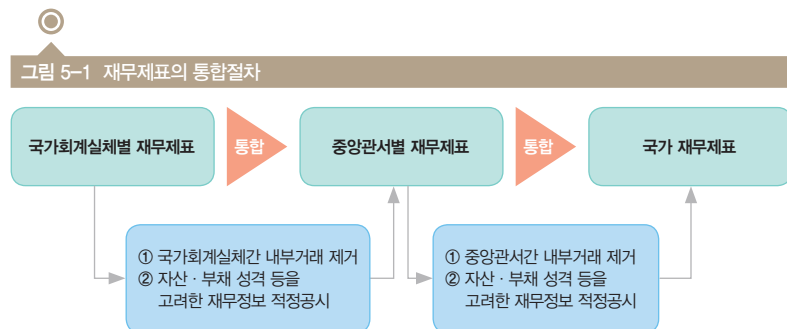 그림 5-1 재무제표의 통합절차
국가회계실체별 재무제표
통합
중앙관서별 재무제표
통합
국가 재무제표
① 국가회계실체간 내부거래 제거
② 자산 · 부채 성격 등을
고려한 재무정보 적정공시
① 중앙관서간 내부거래 제거
② 자산 · 부채 성격 등을
고려한 재무정보 적정공시